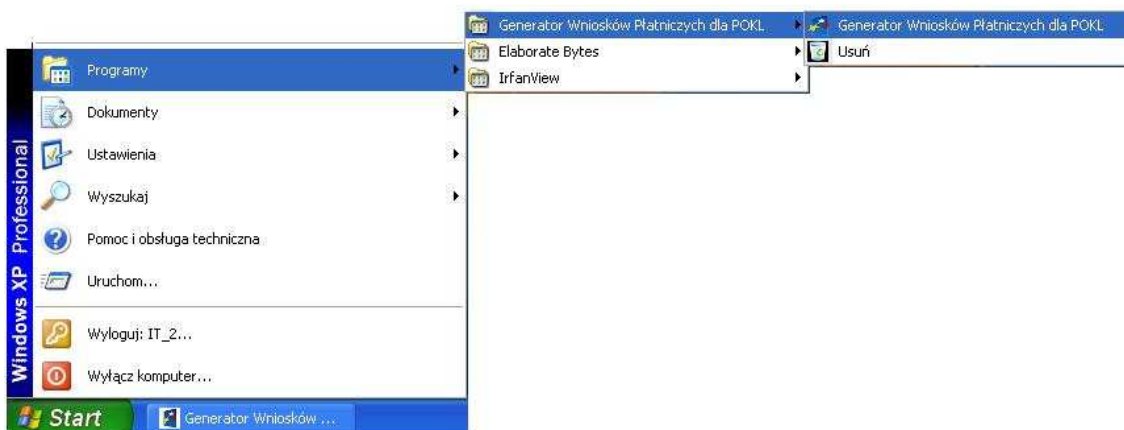 Generator Wniosków Płatniczych dla POKL
Generator Wniosków Płatniczych dla POKL
Elaborate Bytes
Usuń
IrfanView
Programy
Dokumenty
Ustawienia
Wyszukaj
Pomoc i obsługa techniczna
Uruchom...
Wyloguj: IT_2...
Wyłącz komputer...
Windows XP Professional
Start
Generator Wniosków ...